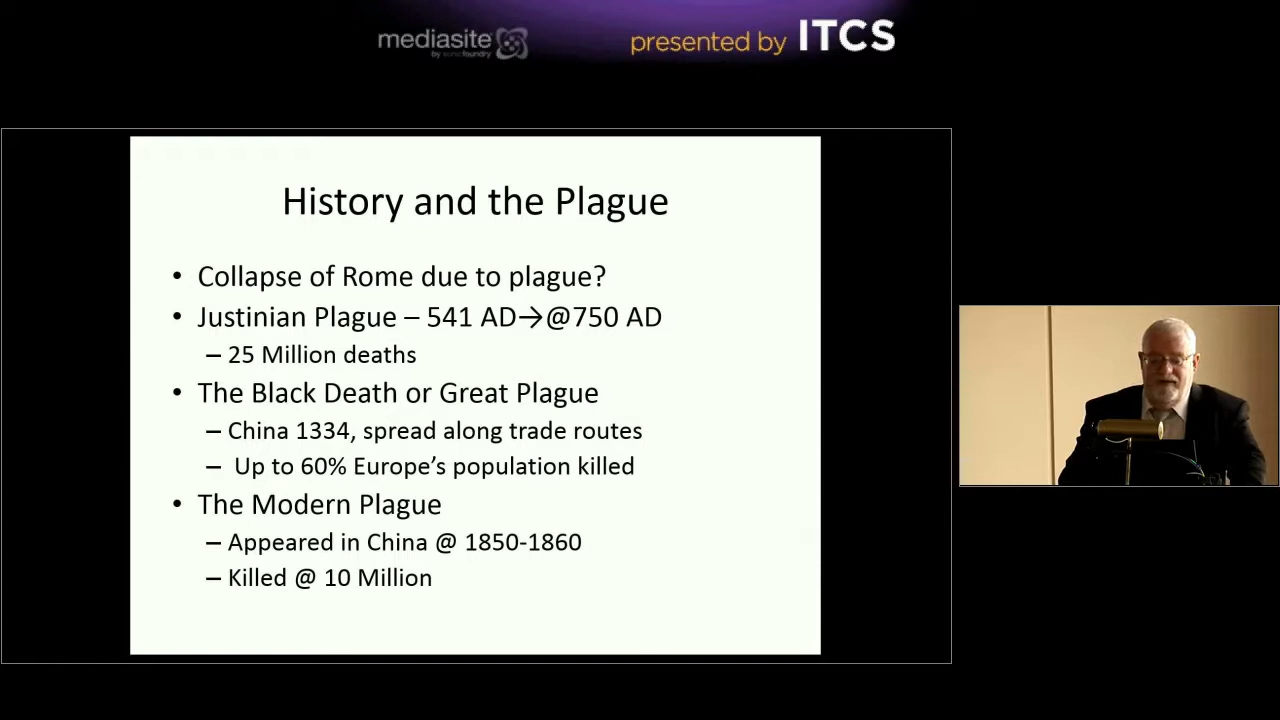 mediasite
by sonicfoundry
presented by ITCS
History and the Plague
• Collapse of Rome due to plague?
• Justinian Plague – 541 AD→@750 AD
– 25 Million deaths
• The Black Death or Great Plague
– China 1334, spread along trade routes
– Up to 60% Europe's population killed
• The Modern Plague
– Appeared in China @ 1850-1860
– Killed @ 10 Million